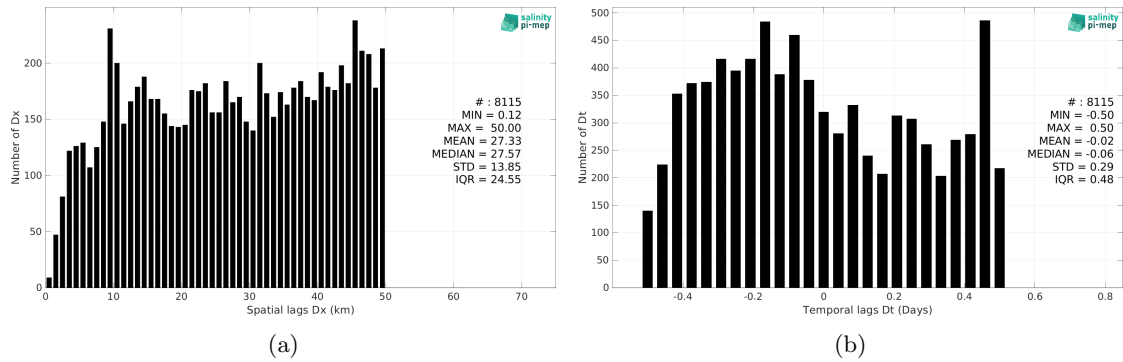 salinity
pi-mep
200
150
100
50
0
Number of Dx
# : 8115
MIN = 0.12
MAX = 50.00
MEAN = 27.33
MEDIAN = 27.57
STD = 13.85
IQR = 24.55
0 10 20 30 40 50 60 70
Spatial lags Dx (km)
(a)
salinity
pi-mep
500
450
400
350
300
250
200
150
100
50
0
Number of Dt
# : 8115
MIN = -0.50
MAX = 0.50
MEAN = -0.02
MEDIAN = -0.06
STD = 0.29
IQR = 0.48
-0.4 -0.2 0 0.2 0.4 0.6 0.8
Temporal lags Dt (Days)
(b)